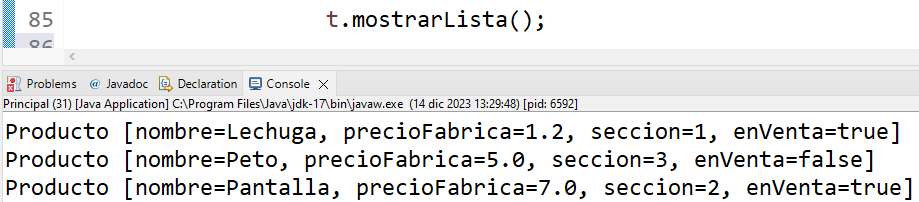 85 t.mostrarLista();
86
Problems @ Javadoc Declaration Console
Principal (31) [Java Application] C:\Program Files\Java\jdk-17\bin\javaw.exe (14 dic 2023 13:29:48) [pid: 6592]
Producto [nombre=Lechuga, precioFabrica=1.2, seccion=1, enVenta=true]
Producto [nombre=Peto, precioFabrica=5.0, seccion=3, enVenta=false]
Producto [nombre=Pantalla, precioFabrica=7.0, seccion=2, enVenta=true]